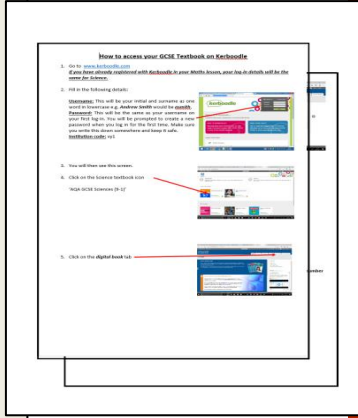 How to access your GCSE Textbook on Kerboodle
1. Go to www.kerboodle.com
If you have already registered with Kerboodle in your Maths lesson, your log-in details will be the
same for Science.
2. Fill in the following details:
Username: This will be your initial and surname as one
word in lowercase e.g. Andrew Smith would be asmith.
Password: This will be the same as your username on
your first log-in. You will be prompted to create a new
password when you log in for the first time. Make sure
you write this down somewhere and keep it safe.
Institution code:
kerboodle
3. You will then see this screen.
4. Click on the Science textbook icon
'AQA GCSE Sciences (9-1)'
5. Click on the digital book tab